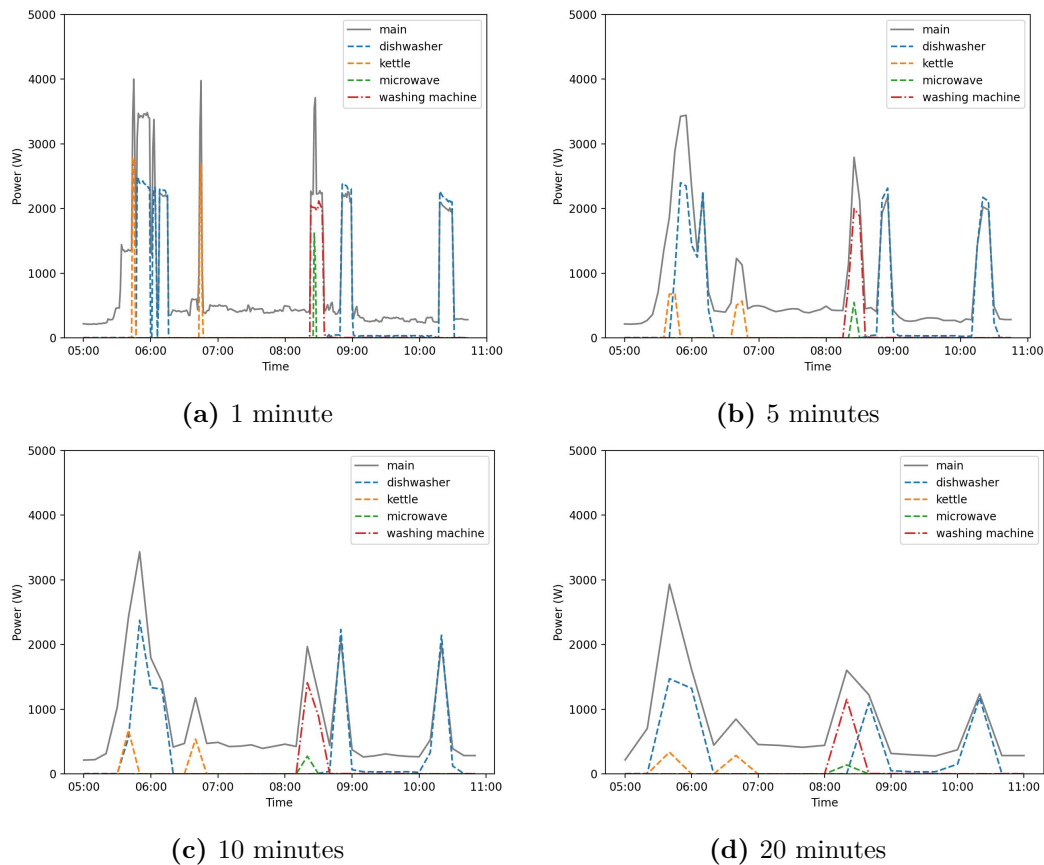 5000
4000
3000
2000
1000
0
Power (W)
05:00 06:00 07:00 08:00 09:00 10:00 11:00
Time
main
dishwasher
kettle
microwave
washing machine
(a) 1 minute
5000
4000
3000
2000
1000
0
Power (W)
05:00 06:00 07:00 08:00 09:00 10:00 11:00
Time
main
dishwasher
kettle
microwave
washing machine
(b) 5 minutes
5000
4000
3000
2000
1000
0
Power (W)
05:00 06:00 07:00 08:00 09:00 10:00 11:00
Time
main
dishwasher
kettle
microwave
washing machine
(c) 10 minutes
5000
4000
3000
2000
1000
0
Power (W)
05:00 06:00 07:00 08:00 09:00 10:00 11:00
Time
main
dishwasher
kettle
microwave
washing machine
(d) 20 minutes